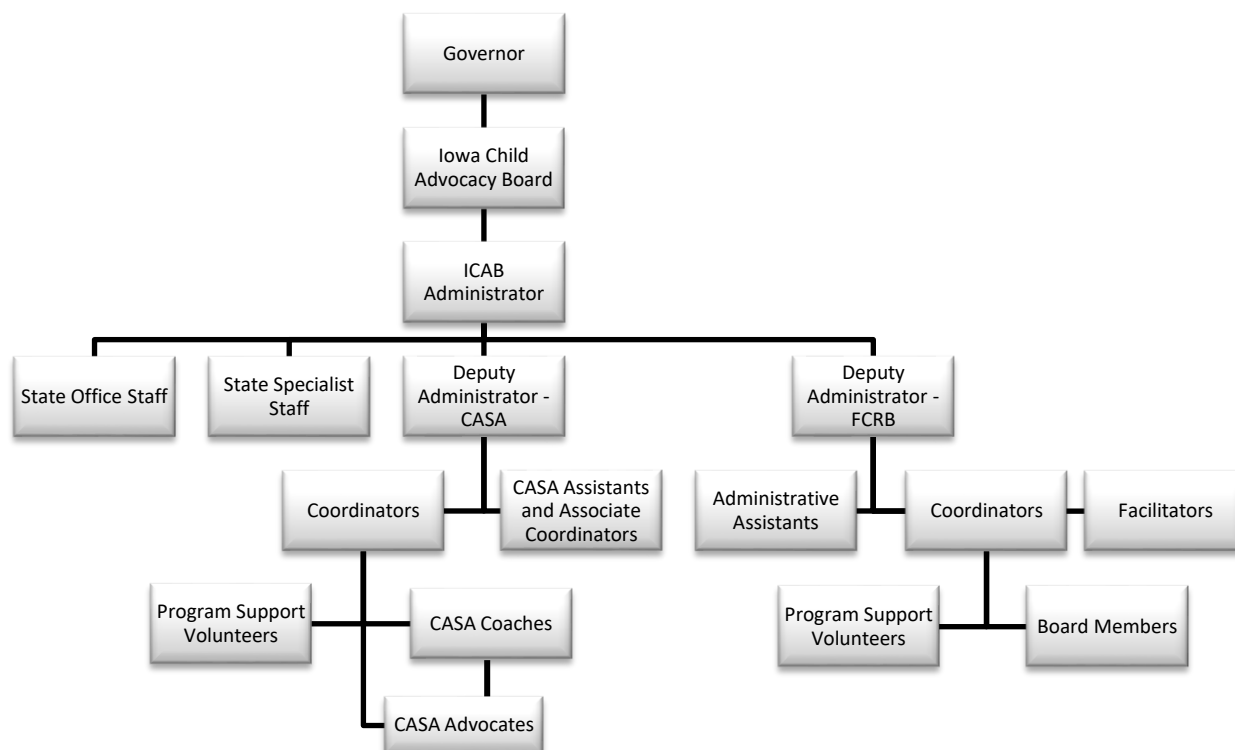 Governor
Iowa Child
Advocacy Board
ICAB
Administrator
State Office Staff
State Specialist
Staff
Deputy
Administrator -
CASA
Deputy
Administrator -
FCRB
Coordinators
CASA Assistants
and Associate
Coordinators
Administrative
Assistants
Coordinators
Facilitators
Program Support
Volunteers
CASA Coaches
Program Support
Volunteers
Board Members
CASA Advocates